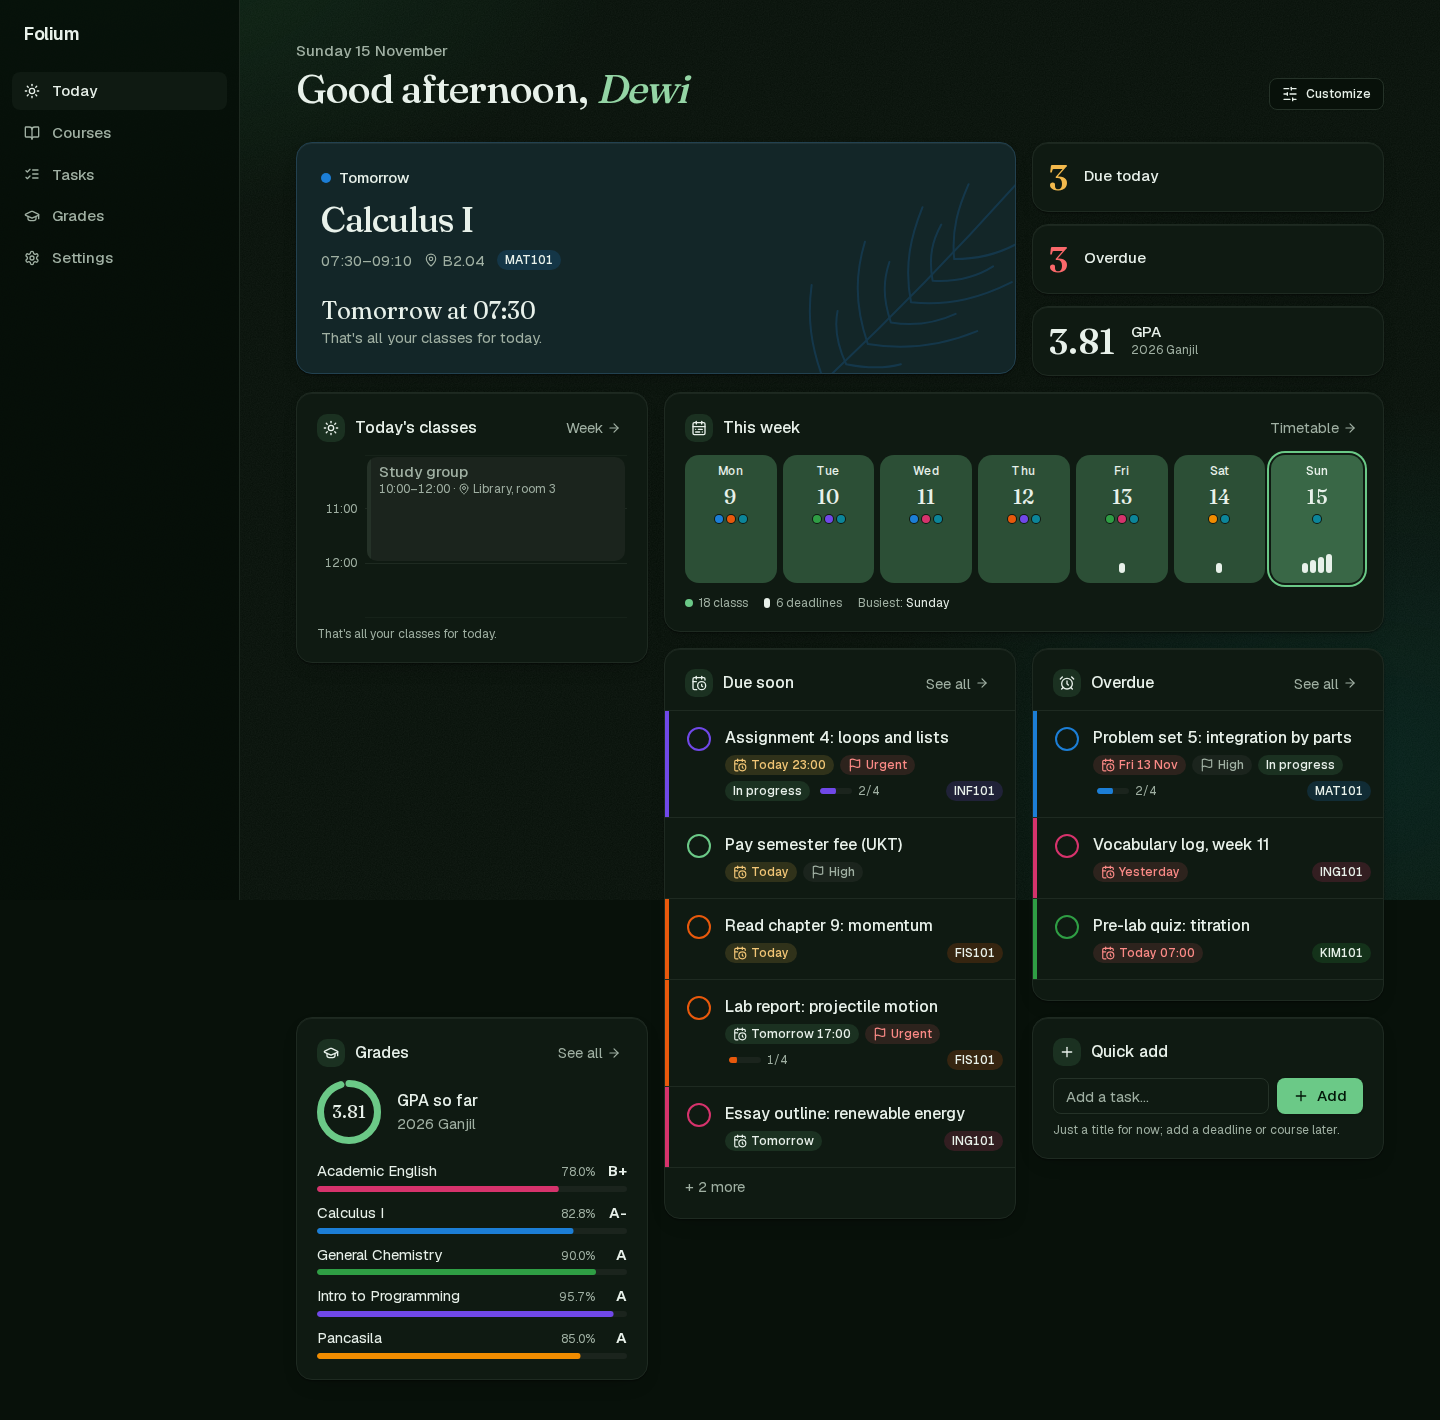 Folium
Today
Courses
Tasks
Grades
Settings
Sunday 15 November
Good afternoon, Dewi
Customize
Tomorrow
Calculus I
07:30–09:10 B2.04 MAT101
Tomorrow at 07:30
That's all your classes for today.
3 Due today
3 Overdue
3.81 GPA
2026 Ganjil
Today's classes Week →
Study group
10:00–12:00 · Library, room 3
11:00
12:00
That's all your classes for today.
This week Timetable →
Mon Tue Wed Thu Fri Sat Sun
9 10 11 12 13 14 15
18 classs 6 deadlines Busiest: Sunday
Due soon See all →
Assignment 4: loops and lists
Today 23:00 Urgent
In progress 2/4 INF101
Pay semester fee (UKT)
Today High
Read chapter 9: momentum
Today FIS101
Lab report: projectile motion
Tomorrow 17:00 Urgent
1/4 FIS101
Essay outline: renewable energy
Tomorrow ING101
+ 2 more
Overdue See all →
Problem set 5: integration by parts
Fri 13 Nov High In progress
2/4 MAT101
Vocabulary log, week 11
Yesterday ING101
Pre-lab quiz: titration
Today 07:00 KIM101
Quick add
Add a task... + Add
Just a title for now; add a deadline or course later.
Grades See all →
3.81 GPA so far
2026 Ganjil
Academic English 78.0% B+
Calculus I 82.8% A-
General Chemistry 90.0% A
Intro to Programming 95.7% A
Pancasila 85.0% A